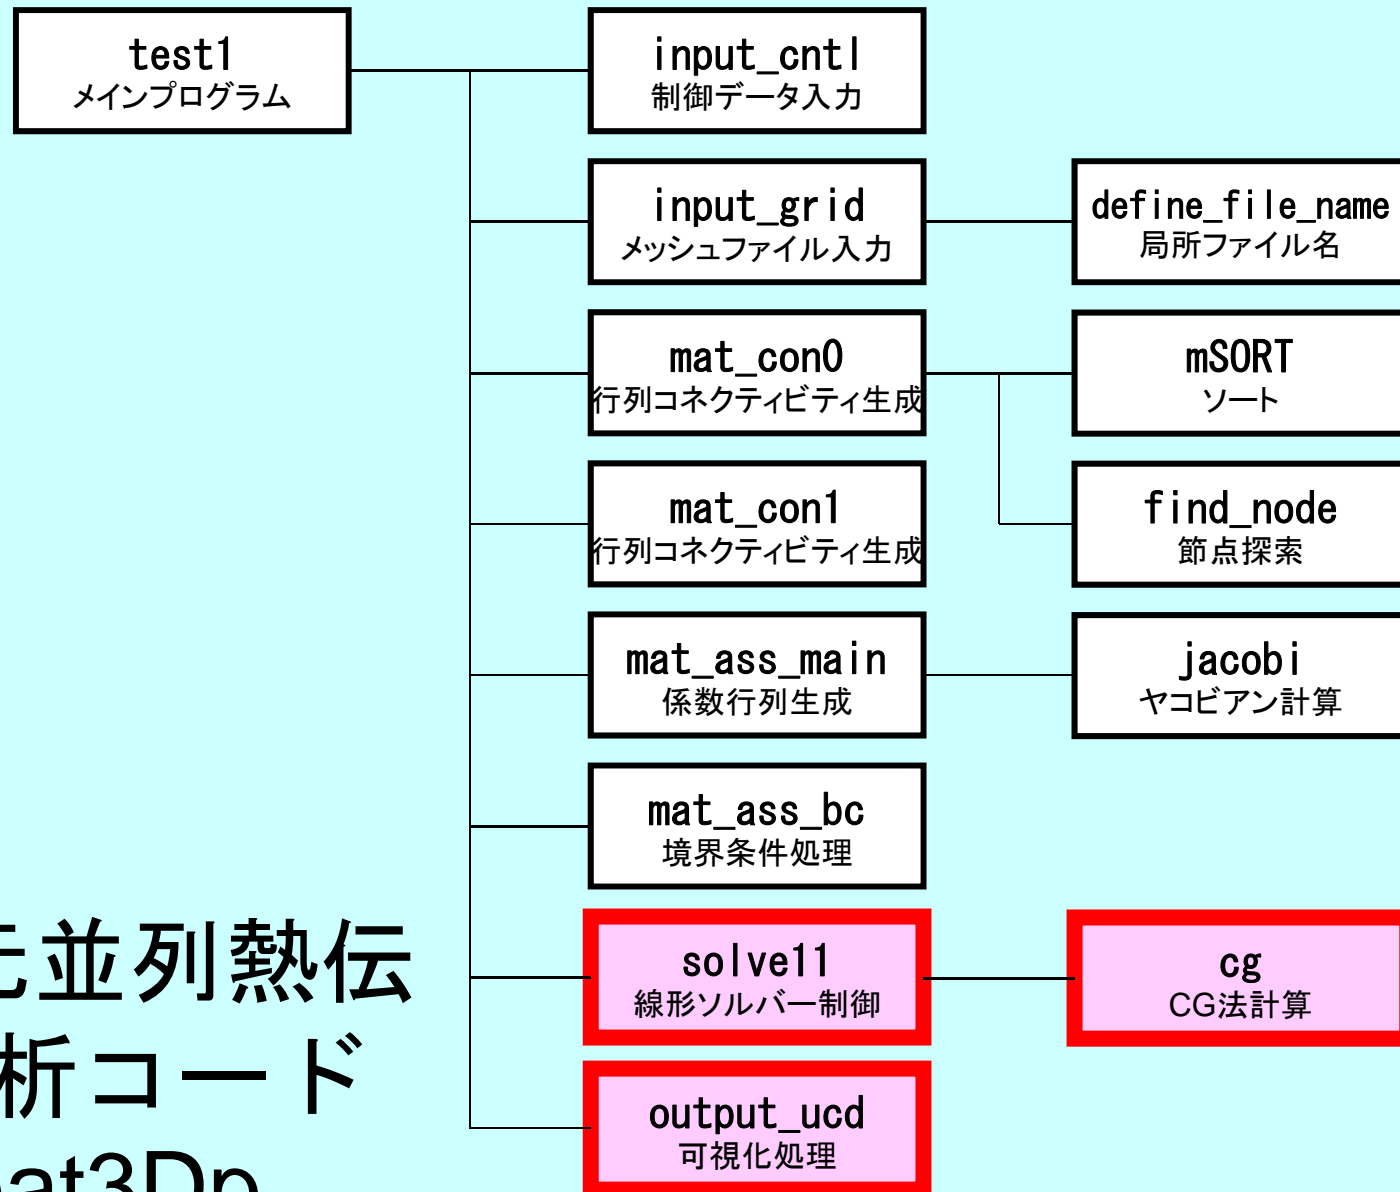 test1
メインプログラム
input_cntl
制御データ入力
input_grid
メッシュファイル入力
define_file_name
局所ファイル名
mat_con0
行列コネクティビティ生成
mSORT
ソート
mat_con1
行列コネクティビティ生成
find_node
節点探索
mat_ass_main
係数行列生成
jacobi
ヤコビアン計算
mat_ass_bc
境界条件処理
solve11
線形ソルバー制御
cg
CG法計算
output_ucd
可視化処理
元並列熱伝
析コード
eat3Dp